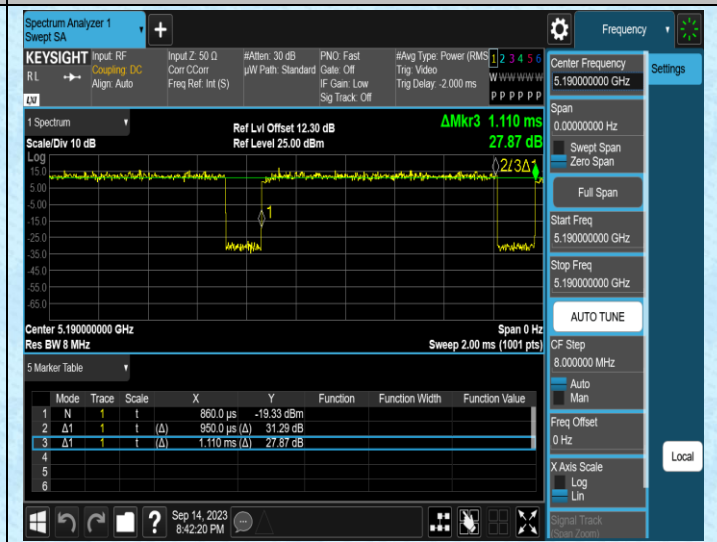 Spectrum Analyzer 1
Swept SA
+
Frequency
KEYSIGHT Input: RF Input Z: 50 Ω #Atten: 30 dB PNO: Fast #Avg Type: Power (RMS 1 2 3 4 5 6
R L Coupling: DC Corr CCorr µW Path: Standard Gate: Off Trig: Video W W W W W W
Align: Auto Freq Ref: Int (S) IF Gain: Low Trig Delay: -2.000 ms
LXI Sig Track: Off P P P P P P
1 Spectrum
Ref Lvl Offset 12.30 dB ΔMkr3 1.110 ms
Scale/Div 10 dB Ref Level 25.00 dBm 27.87 dB
Log
15.0
5.00
-5.00
-15.0
-25.0
-35.0
-45.0
-55.0
-65.0
1
Center 5.190000000 GHz Span 0 Hz
Res BW 8 MHz Sweep 2.00 ms (1001 pts)
5 Marker Table
Mode Trace Scale X Y Function Function Width Function Value
1 N 1 t 860.0 µs -19.33 dBm
2 Δ1 1 t (Δ) 950.0 µs (Δ) 31.29 dB
3 Δ1 1 t (Δ) 1.110 ms (Δ) 27.87 dB
4
5
6
?
Sep 14, 2023
8:42:20 PM
Center Frequency
5.190000000 GHz
Settings
Span
0.00000000 Hz
Swept Span
Zero Span
Full Span
Start Freq
5.190000000 GHz
Stop Freq
5.190000000 GHz
AUTO TUNE
CF Step
8.000000 MHz
Auto
Man
Freq Offset
0 Hz
X Axis Scale
Log
Lin
Signal Track
(Span Zoom)
Local